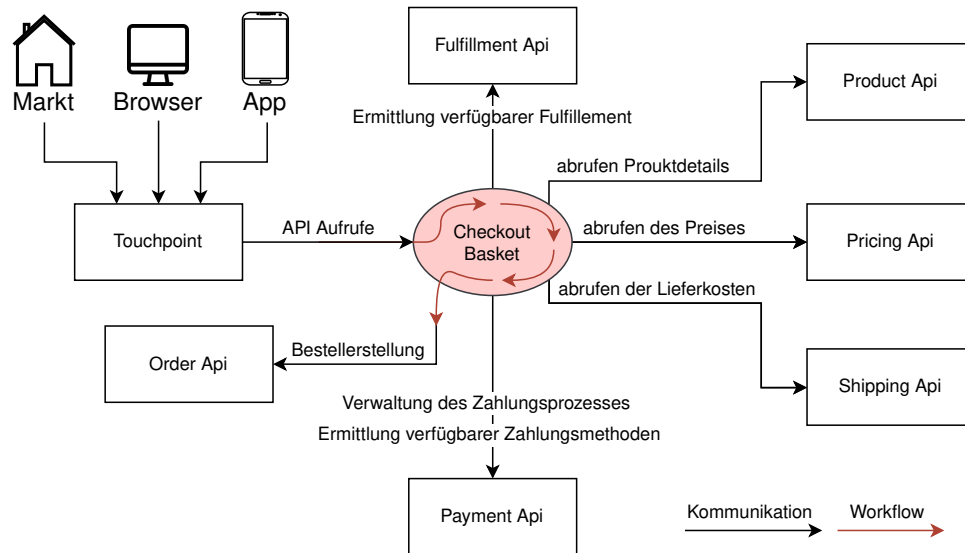 Markt
Browser
App
Fulfillment Api
Product Api
Ermittlung verfügbarer Fulfillement
abrufen Prouktdetails
Touchpoint
API Aufrufe
Checkout
Basket
abrufen des Preises
Pricing Api
abrufen der Lieferkosten
Order Api
Bestellerstellung
Shipping Api
Verwaltung des Zahlungsprozesses
Ermittlung verfügbarer Zahlungsmethoden
Payment Api
Kommunikation
Workflow